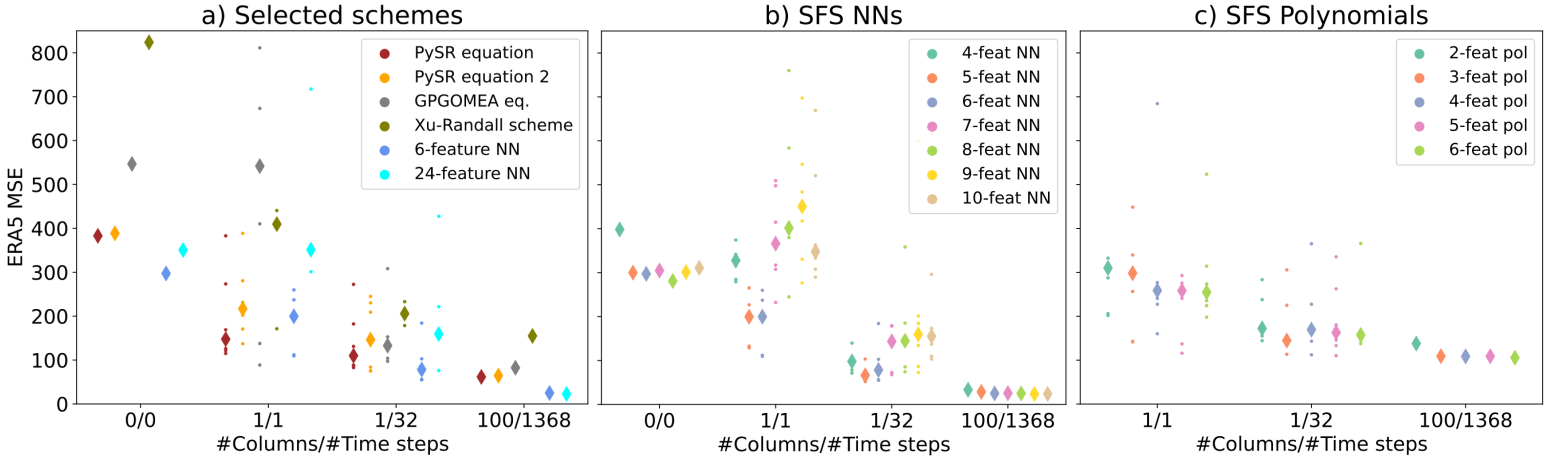 a) Selected schemes
ERA5 MSE
800
700
600
500
400
300
200
100
0
PySR equation
PySR equation 2
GPGOMEA eq.
Xu-Randall scheme
6-feature NN
24-feature NN
0/0 1/1 1/32 100/1368
#Columns/#Time steps
b) SFS NNs
4-feat NN
5-feat NN
6-feat NN
7-feat NN
8-feat NN
9-feat NN
10-feat NN
0/0 1/1 1/32 100/1368
#Columns/#Time steps
c) SFS Polynomials
2-feat pol
3-feat pol
4-feat pol
5-feat pol
6-feat pol
1/1 1/32 100/1368
#Columns/#Time steps